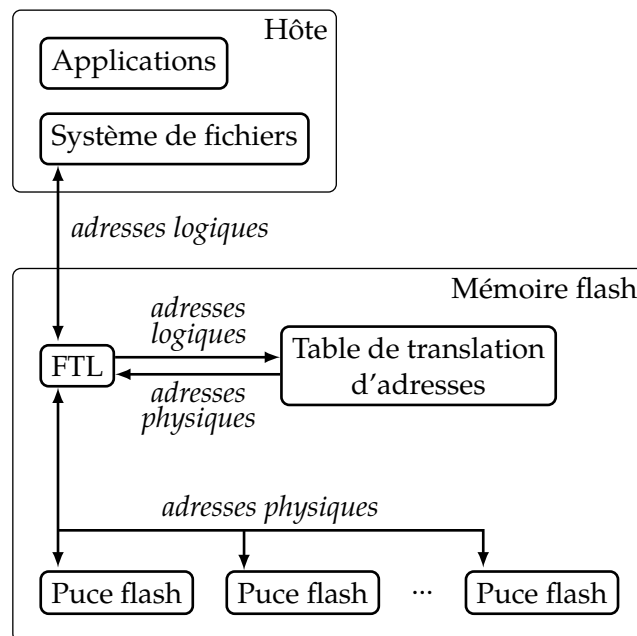 Hôte
Applications
Système de fichiers
adresses logiques
Mémoire flash
adresses
logiques
FTL
Table de translation
d'adresses
adresses
physiques
adresses physiques
Puce flash
Puce flash
...
Puce flash